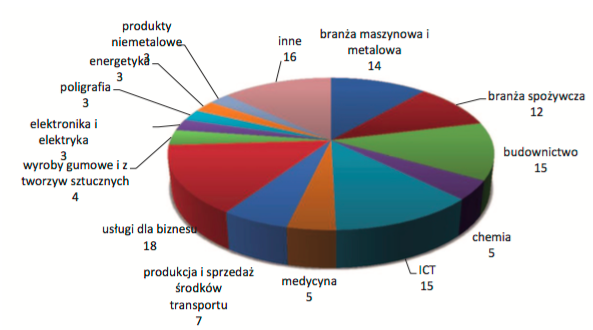 branża maszynowa i
metalowa
14
branża spożywcza
12
budownictwo
15
chemia
5
ICT
15
medycyna
5
produkcja i sprzedaż
środków
transportu
7
usługi dla biznesu
18
wyroby gumowe i z
tworzyw sztucznych
4
elektronika i
elektryka
3
poligrafia
3
energetyka
3
produkty
niemetalowe
3
inne
16